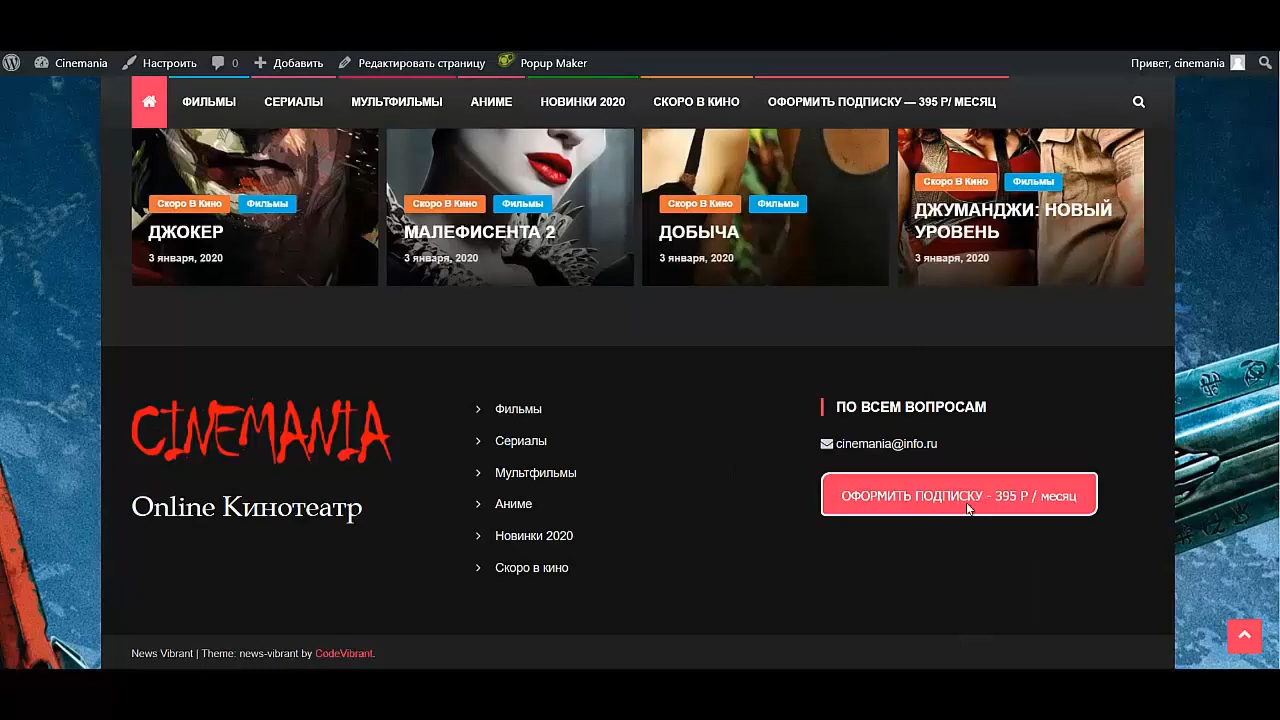 Cinemania
Настроить
0
Добавить
Редактировать страницу
Popup Maker
Привет, cinemania
ФИЛЬМЫ
СЕРИАЛЫ
МУЛЬТФИЛЬМЫ
АНИМЕ
НОВИНКИ 2020
СКОРО В КИНО
ОФОРМИТЬ ПОДПИСКУ — 395 Р/ МЕСЯЦ
Скоро В Кино
Фильмы
ДЖОКЕР
3 января, 2020
Скоро В Кино
Фильмы
МАЛЕФИСЕНТА 2
3 января, 2020
Скоро В Кино
Фильмы
ДОБЫЧА
3 января, 2020
Скоро В Кино
Фильмы
ДЖУМАНДЖИ: НОВЫЙ
УРОВЕНЬ
3 января, 2020
CINEMANIA
Online Кинотеатр
Фильмы
Сериалы
Мультфильмы
Аниме
Новинки 2020
Скоро в кино
ПО ВСЕМ ВОПРОСАМ
cinemania@info.ru
ОФОРМИТЬ ПОДПИСКУ - 395 Р / месяц
News Vibrant | Theme: news-vibrant by CodeVibrant.